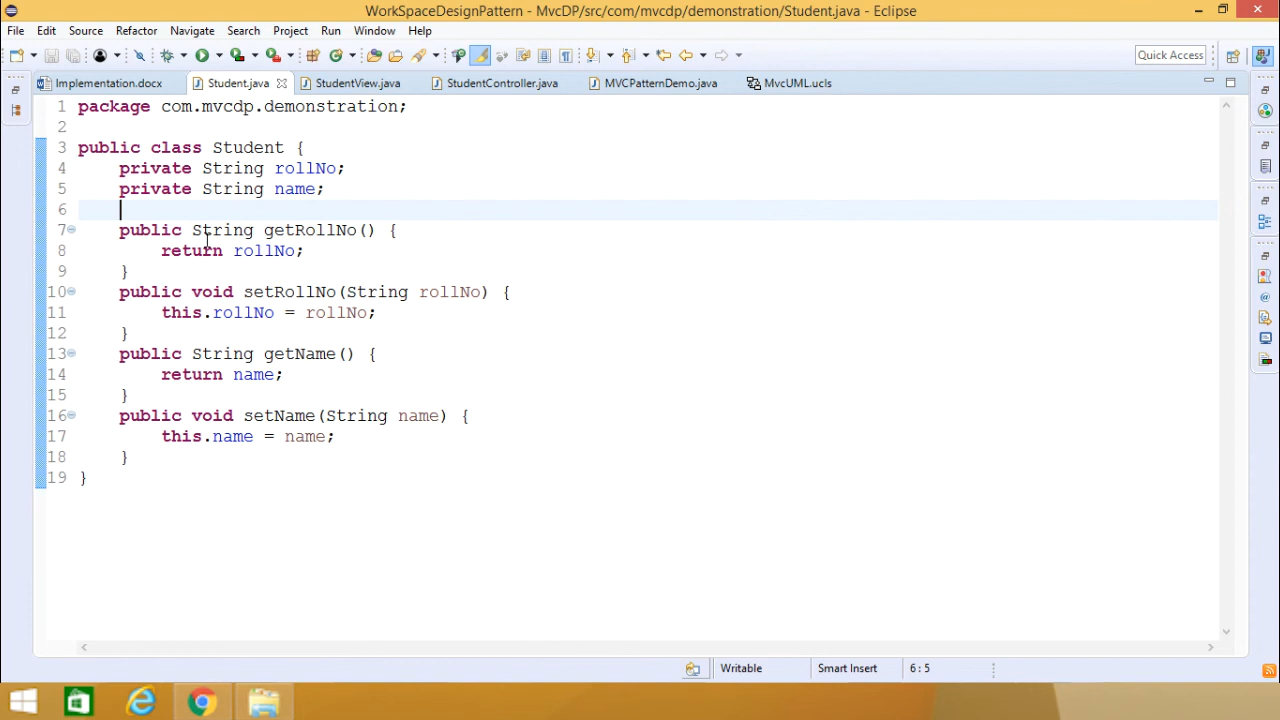 WorkSpaceDesignPattern - MvcDP/src/com/mvcdp/demonstration/Student.java - Eclipse
File Edit Source Refactor Navigate Search Project Run Window Help
Quick Access
Implementation.docx Student.java StudentView.java StudentController.java MVCPatternDemo.java MvcUML.ucls
1 package com.mvcdp.demonstration;
2
3 public class Student {
4 private String rollNo;
5 private String name;
6
7 public String getRollNo() {
8 return rollNo;
9 }
10 public void setRollNo(String rollNo) {
11 this.rollNo = rollNo;
12 }
13 public String getName() {
14 return name;
15 }
16 public void setName(String name) {
17 this.name = name;
18 }
19 }
Writable Smart Insert 6 : 5